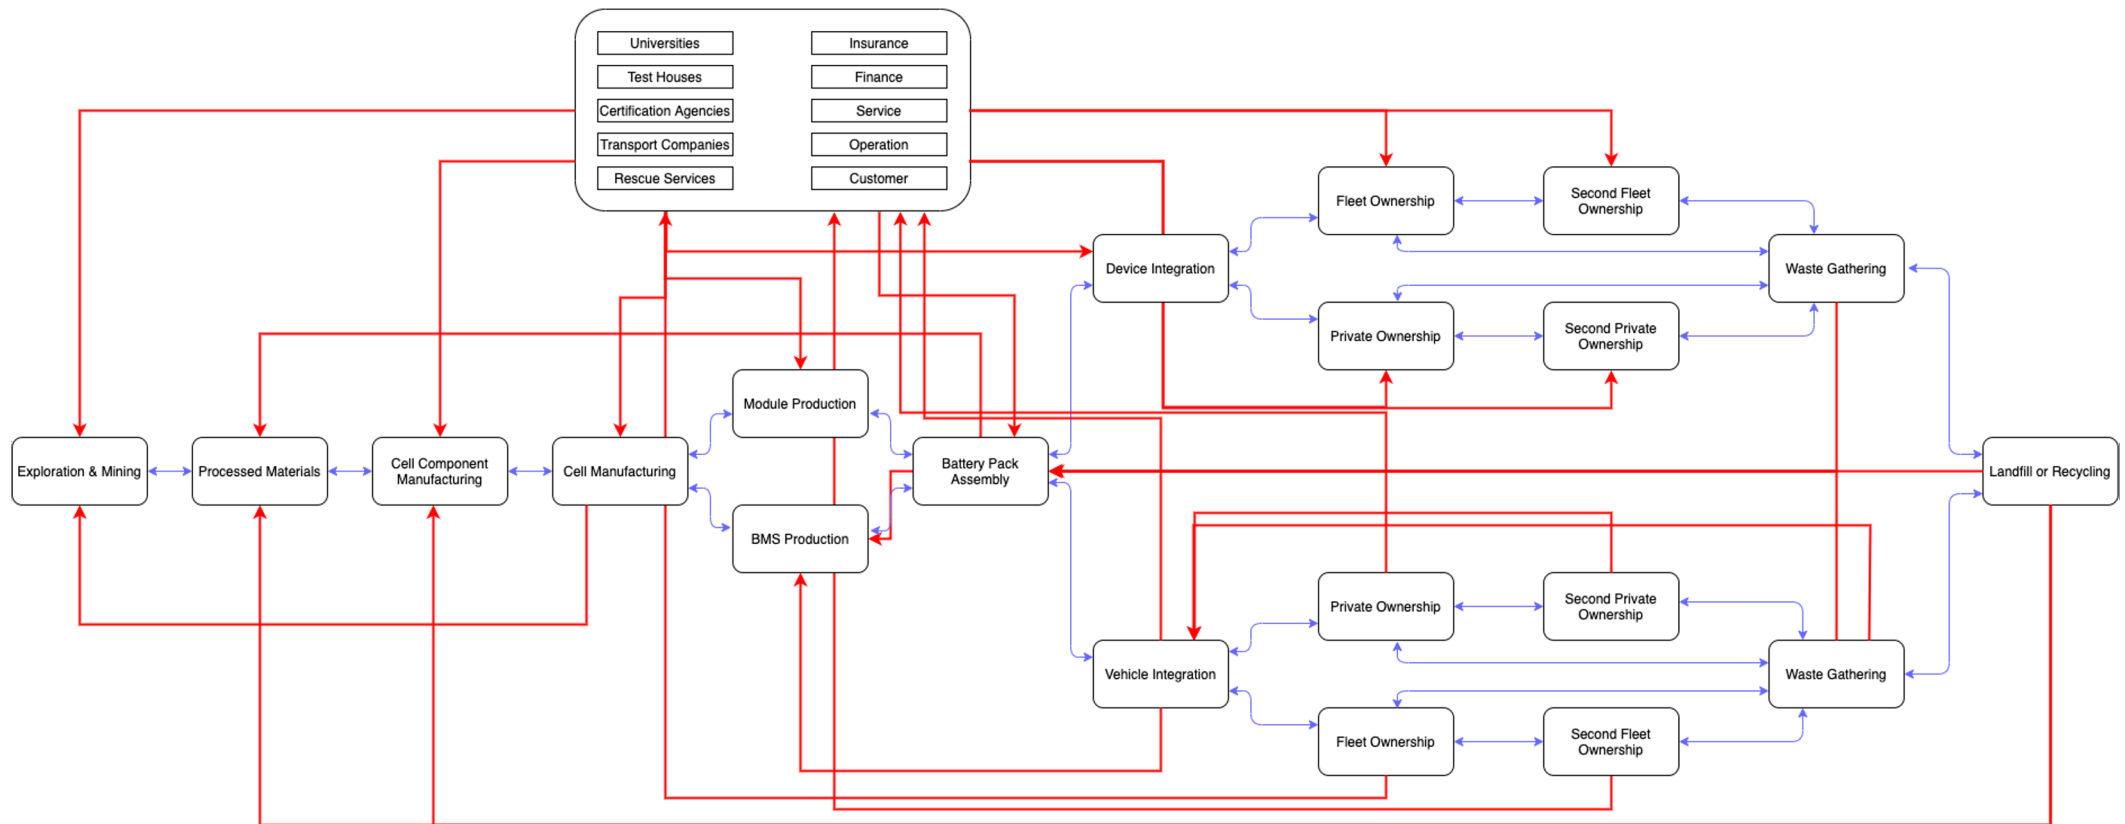 Universities
Insurance
Test Houses
Finance
Certification Agencies
Service
Transport Companies
Operation
Rescue Services
Customer
Fleet Ownership
Second Fleet
Ownership
Device Integration
Waste Gathering
Private Ownership
Second Private
Ownership
Module Production
Exploration & Mining
Processed Materials
Cell Component
Manufacturing
Cell Manufacturing
Battery Pack
Assembly
Landfill or Recycling
BMS Production
Private Ownership
Second Private
Ownership
Vehicle Integration
Waste Gathering
Fleet Ownership
Second Fleet
Ownership